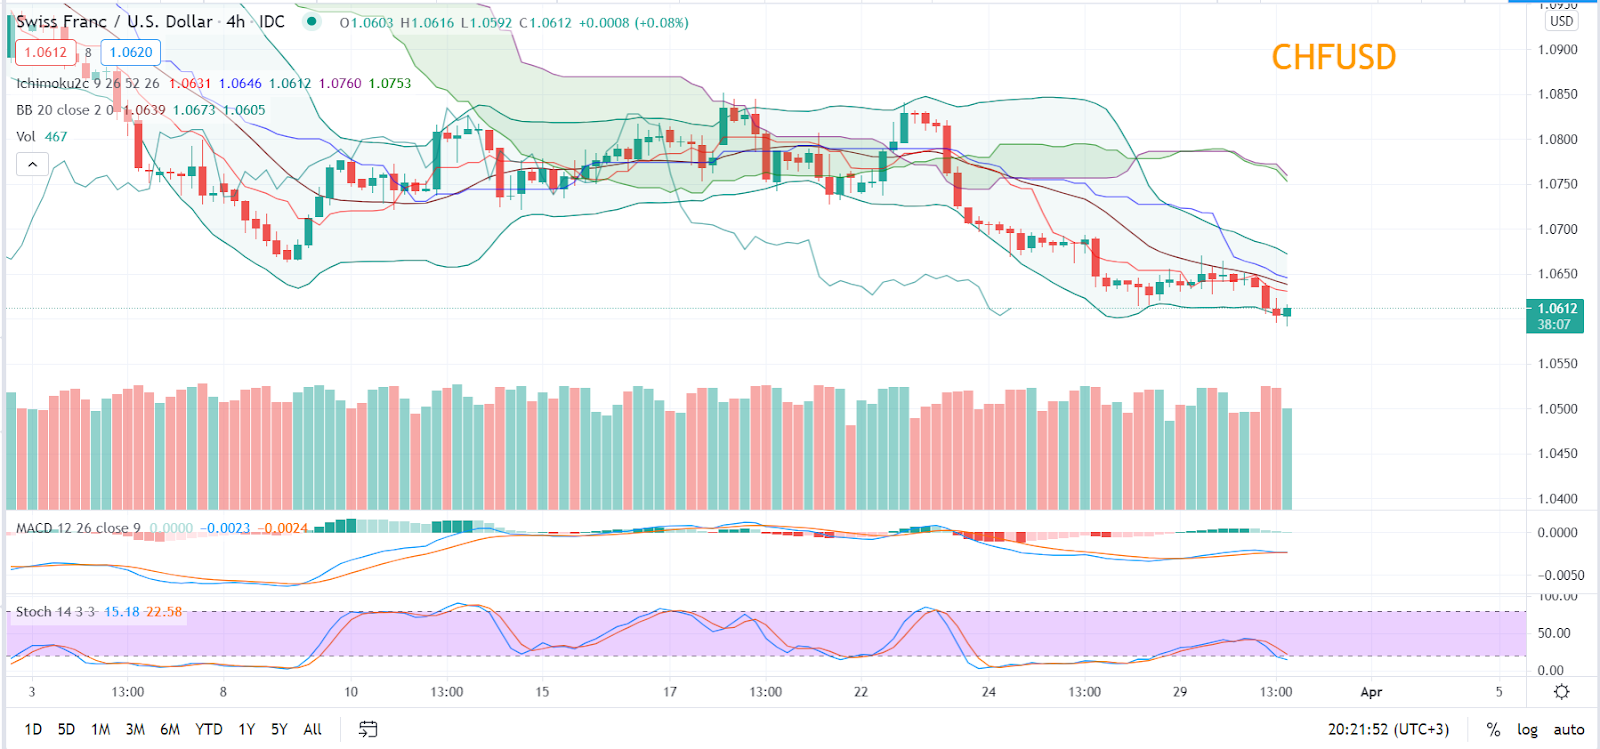 Swiss Franc / U.S. Dollar · 4h · IDC O1.0603 H1.0616 L1.0592 C1.0612 +0.0008 (+0.08%)
1.0612 8 1.0620
Ichimoku2c 9 26 52 26 1.0631 1.0646 1.0612 1.0760 1.0753
BB 20 close 2 0 1.0639 1.0673 1.0605
Vol 467
CHFUSD
1.0950
USD
1.0900
1.0850
1.0800
1.0750
1.0700
1.0650
1.0612
38:07
1.0550
1.0500
1.0450
1.0400
MACD 12 26 close 9 0.0000 −0.0023 −0.0024
0.0000
−0.0050
Stoch 14 3 3 15.18 22.58
100.00
50.00
0.00
3 13:00 8 10 13:00 15 17 13:00 22 24 13:00 29 13:00 Apr 5
1D 5D 1M 3M 6M YTD 1Y 5Y All
20:21:52 (UTC+3) % log auto